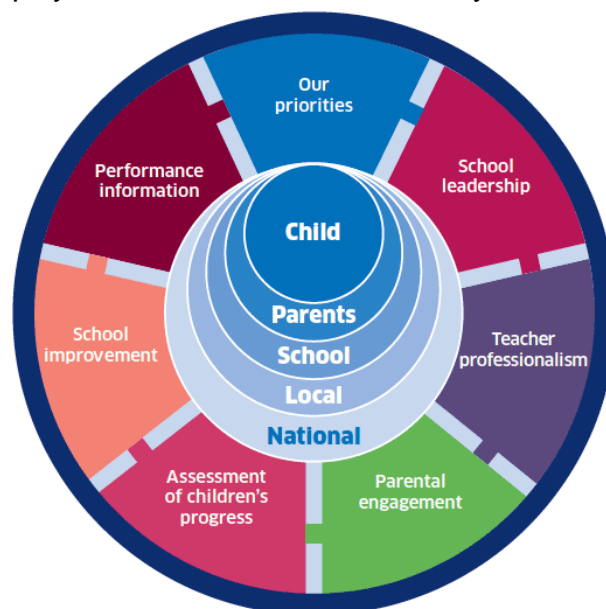 Our
priorities
School
leadership
Teacher
professionalism
Parental
engagement
Assessment
of children's
progress
School
improvement
Performance
information
Child
Parents
School
Local
National